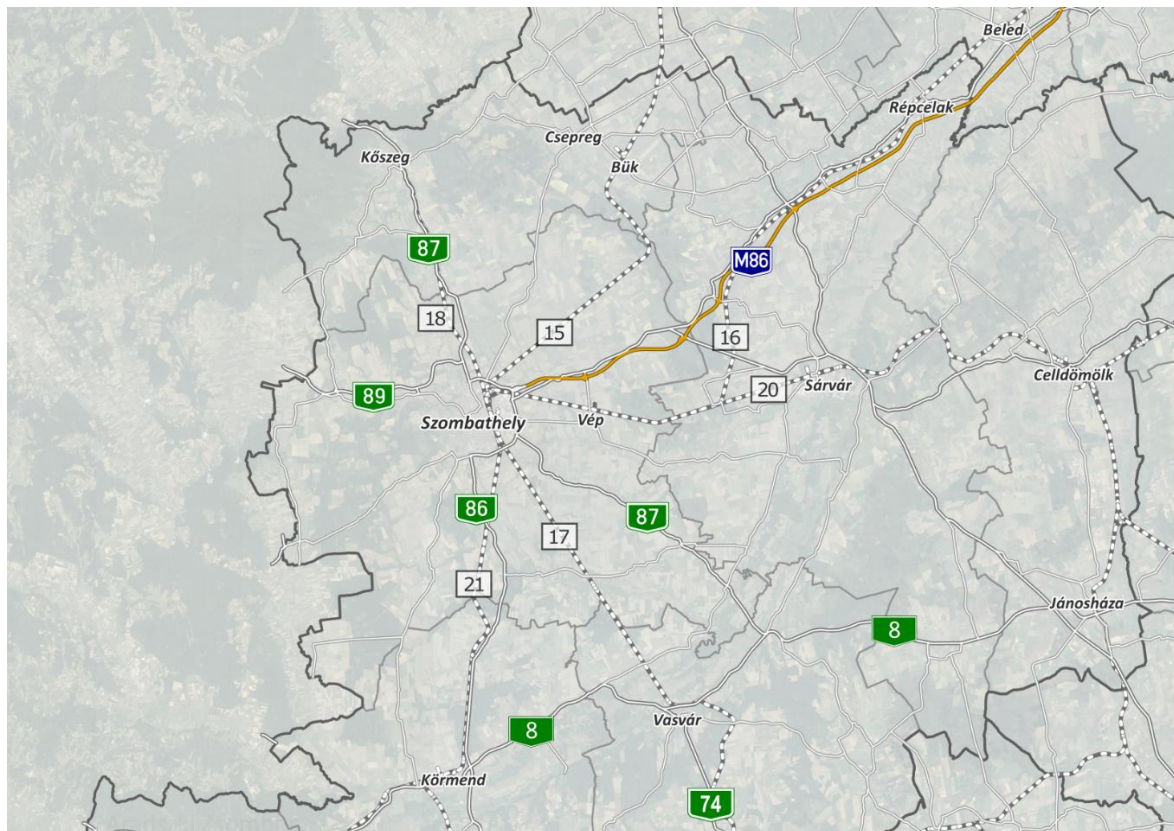 Beled
Répcelak
Csepreg
Kőszeg
Bük
87
M86
18
15
16
Sárvár
Celldömölk
20
89
Szombathely
Vép
86
87
17
21
Jánosháza
8
Vasvár
8
Körmend
74